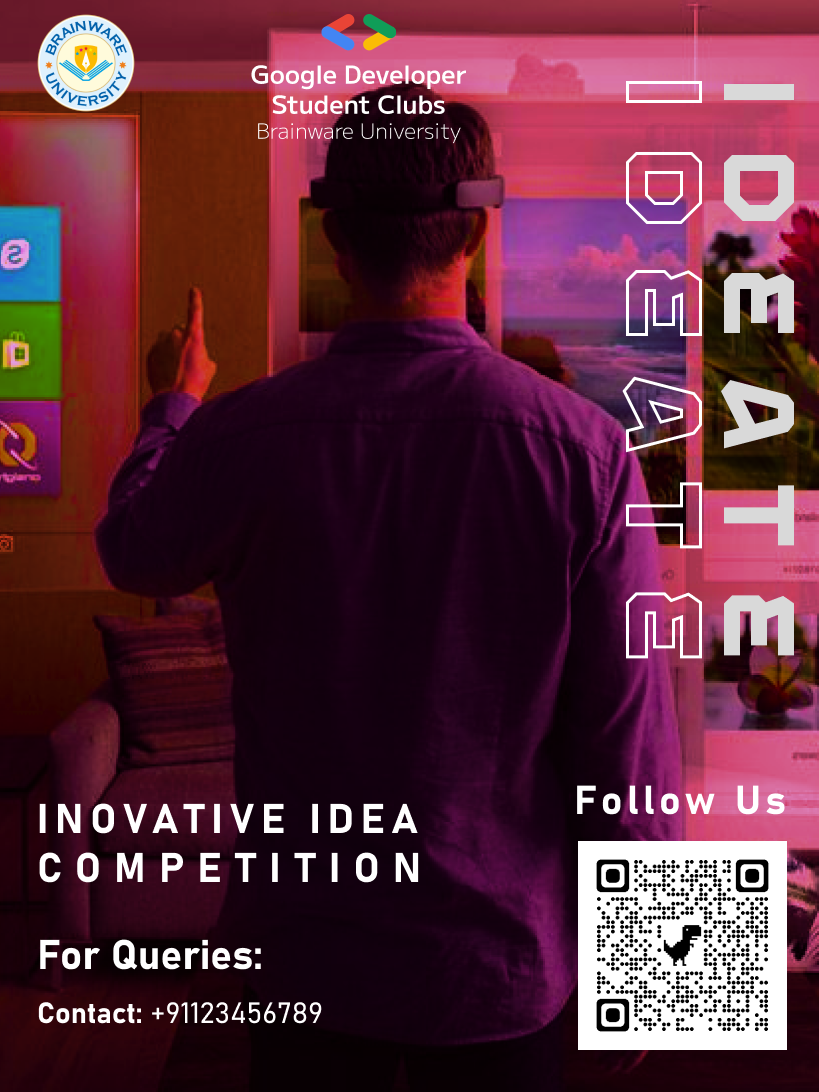 BRAINWARE
UNIVERSITY
Google Developer
Student Clubs
Brainware University
IDEATE
IDEATE
INOVATIVE IDEA
COMPETITION
For Queries:
Contact: +91123456789
Follow Us